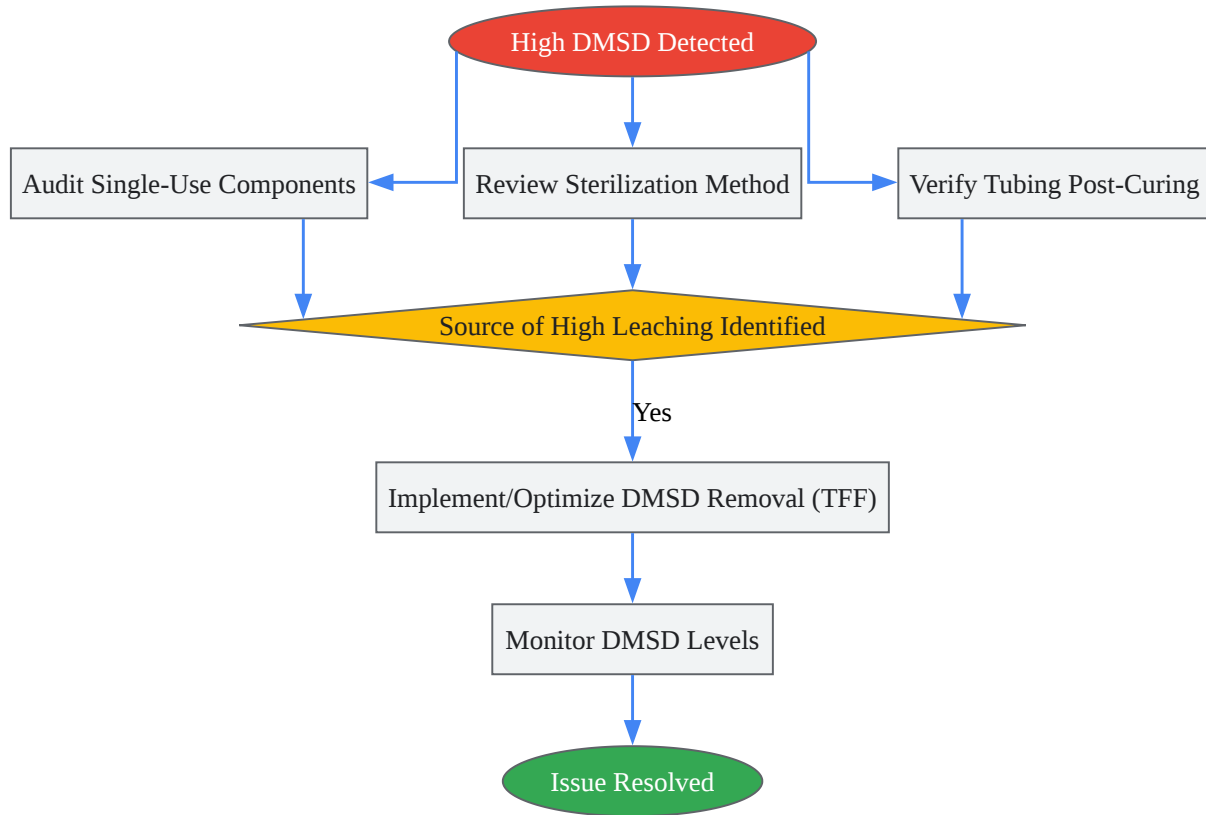 High DMSD Detected
Audit Single-Use Components
Review Sterilization Method
Verify Tubing Post-Curing
Source of High Leaching Identified
Yes
Implement/Optimize DMSD Removal (TFF)
Monitor DMSD Levels
Issue Resolved